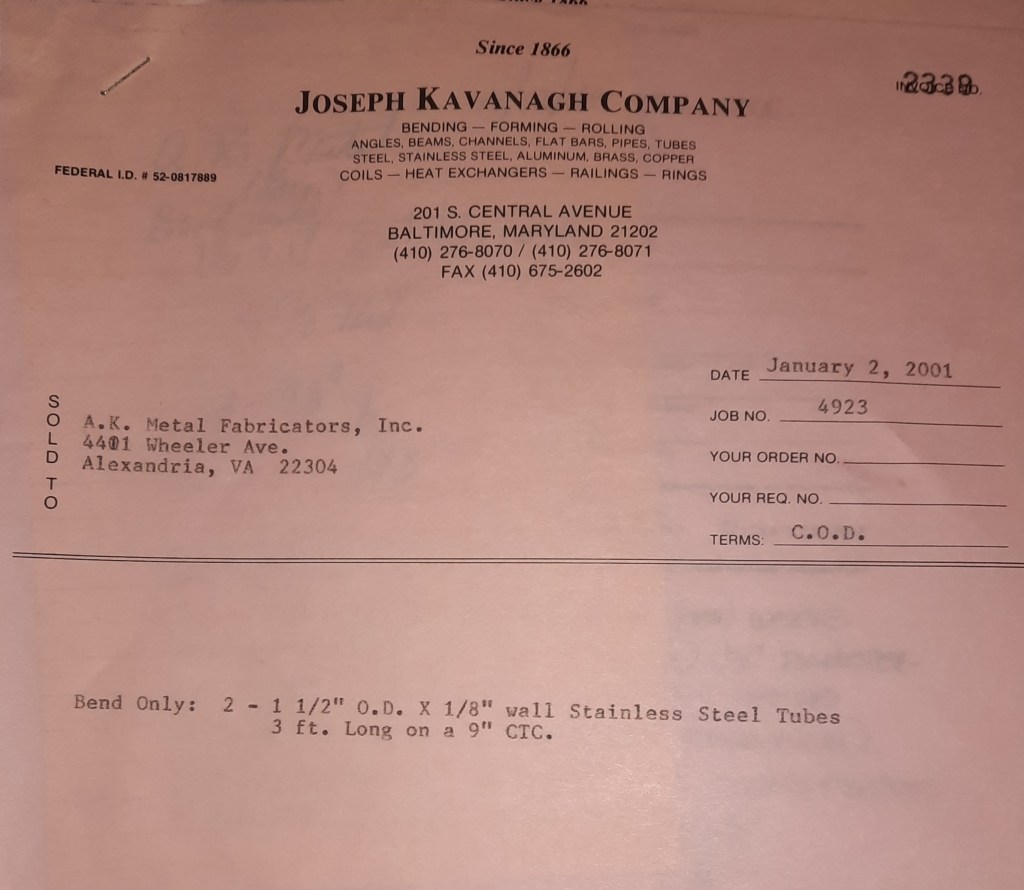 Since 1866
JOSEPH KAVANAGH COMPANY
BENDING — FORMING — ROLLING
ANGLES, BEAMS, CHANNELS, FLAT BARS, PIPES, TUBES
STEEL, STAINLESS STEEL, ALUMINUM, BRASS, COPPER
COILS — HEAT EXCHANGERS — RAILINGS — RINGS
INVOICE NO. 2339
FEDERAL I.D. # 52-0817889
201 S. CENTRAL AVENUE
BALTIMORE, MARYLAND 21202
(410) 276-8070 / (410) 276-8071
FAX (410) 675-2602
DATE January 2, 2001
JOB NO. 4923
YOUR ORDER NO.
YOUR REQ. NO.
TERMS: C.O.D.
SOLD TO
A.K. Metal Fabricators, Inc.
4401 Wheeler Ave.
Alexandria, VA 22304
Bend Only: 2 - 1 1/2" O.D. X 1/8" wall Stainless Steel Tubes
3 ft. Long on a 9" CTC.